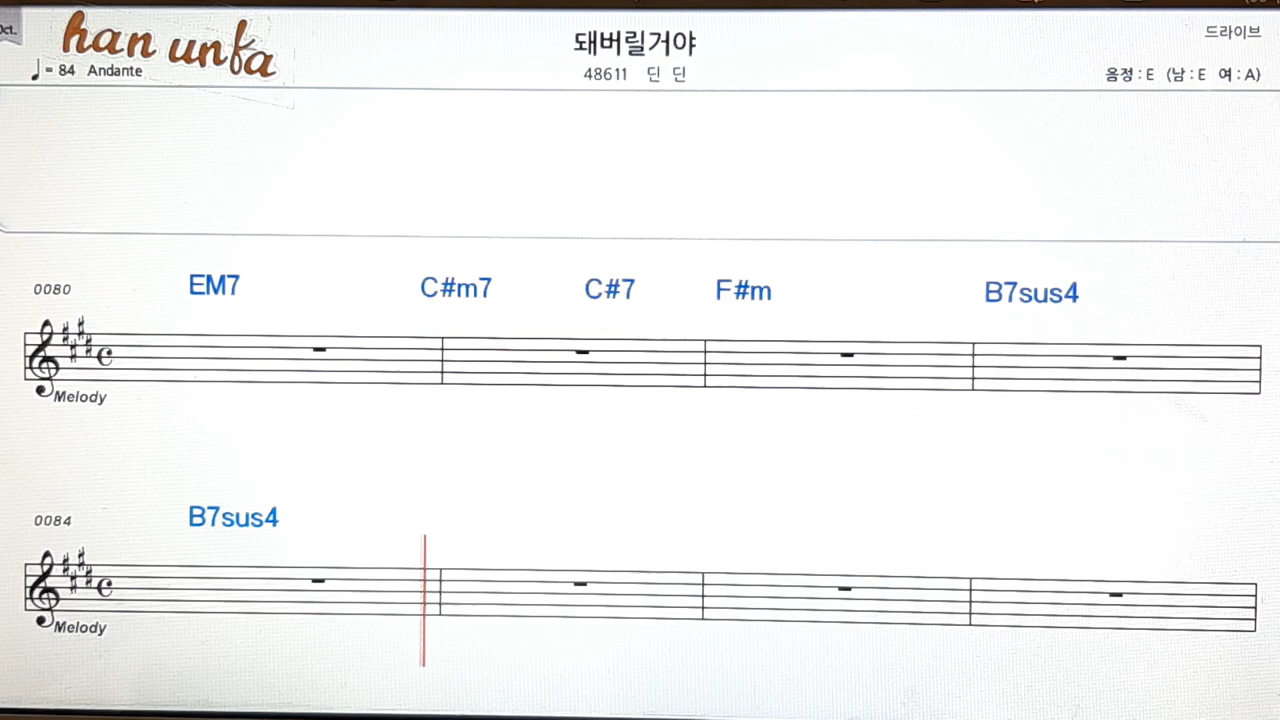 Oct.
han unfa
♩= 84 Andante
돼버릴거야
48611 딘 딘
드라이브
음정 : E (남 : E 여 : A)
0080 EM7 C#m7 C#7 F#m B7sus4
Melody
0084 B7sus4
Melody